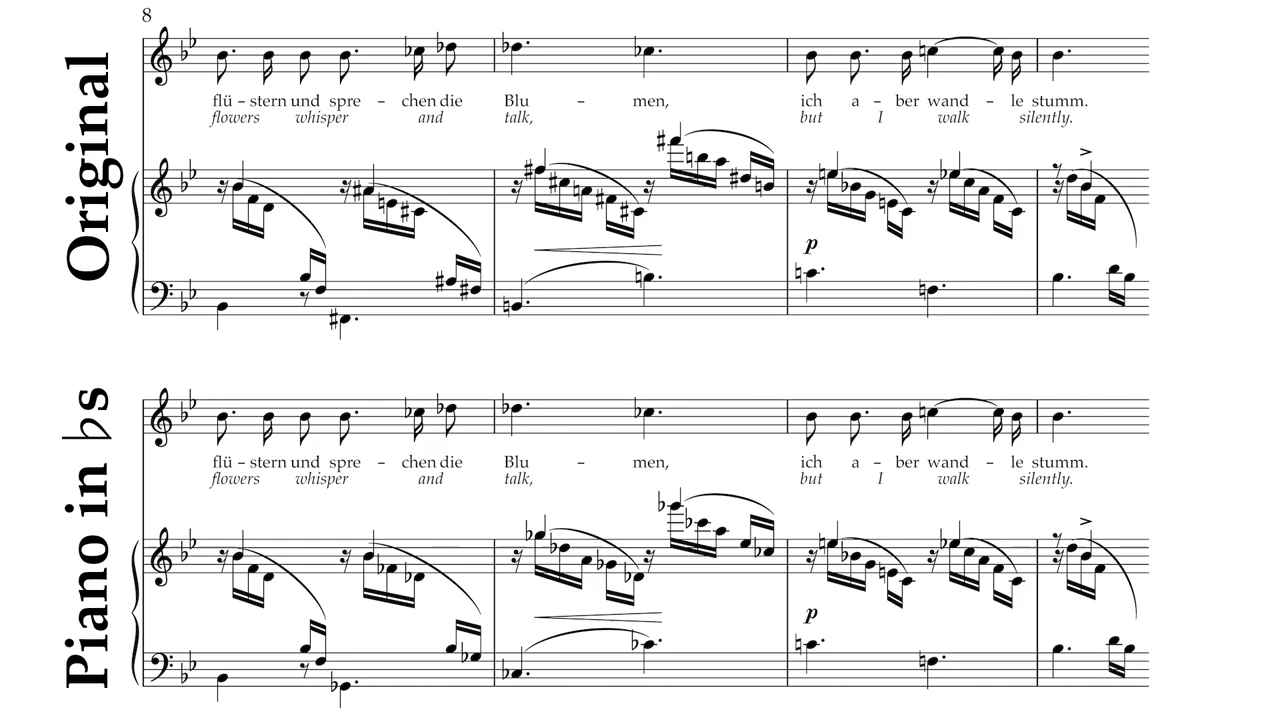 8
Original
flü – stern und spre – chen die Blu – men, ich a – ber wand – le stumm.
flowers whisper and talk, but I walk silently.
p
Piano in ♭s
flü – stern und spre – chen die Blu – men, ich a – ber wand – le stumm.
flowers whisper and talk, but I walk silently.
p